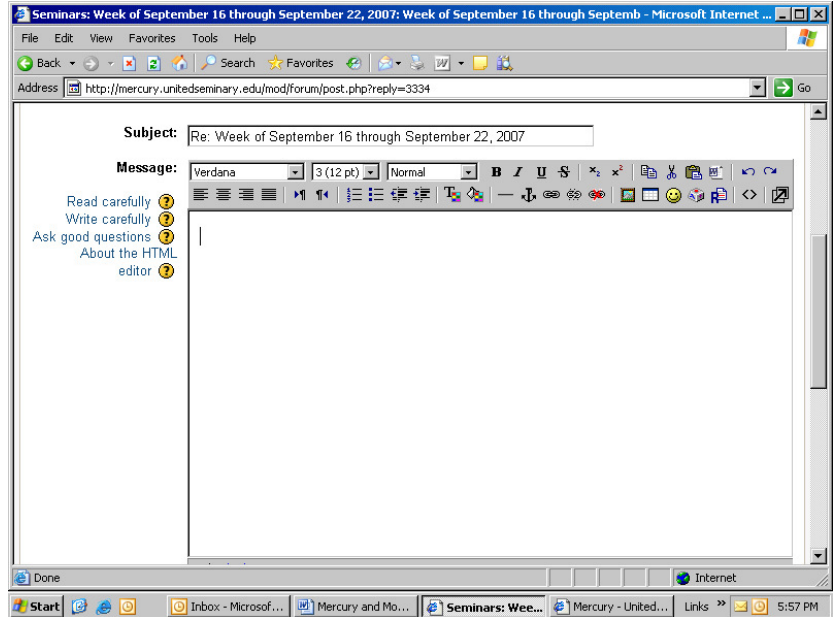 Seminars: Week of September 16 through September 22, 2007: Week of September 16 through Septemb - Microsoft Internet ...
File Edit View Favorites Tools Help
Back Search Favorites
Address http://mercury.unitedseminary.edu/mod/forum/post.php?reply=3334 Go
Subject: Re: Week of September 16 through September 22, 2007
Message: Verdana 3 (12 pt) Normal B I U S ×₂ ×²
Read carefully ?
Write carefully ?
Ask good questions ?
About the HTML
editor ?
Done Internet
Start Inbox - Microsof... Mercury and Mo... Seminars: Wee... Mercury - United... Links » 5:57 PM